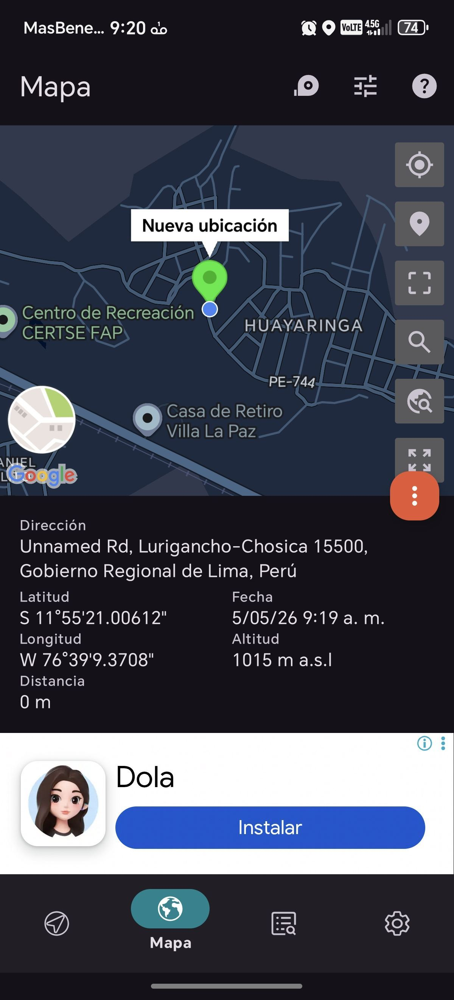 MasBene... 9:20
VoLTE 4.5G 74
Mapa
Nueva ubicación
Centro de Recreación
CERTSE FAP
HUAYARINGA
PE-744
Casa de Retiro
Villa La Paz
ANIEL
Google
Dirección
Unnamed Rd, Lurigancho-Chosica 15500,
Gobierno Regional de Lima, Perú
Latitud
S 11°55'21.00612"
Fecha
5/05/26 9:19 a. m.
Longitud
W 76°39'9.3708"
Altitud
1015 m a.s.l
Distancia
0 m
Dola
Instalar
Mapa